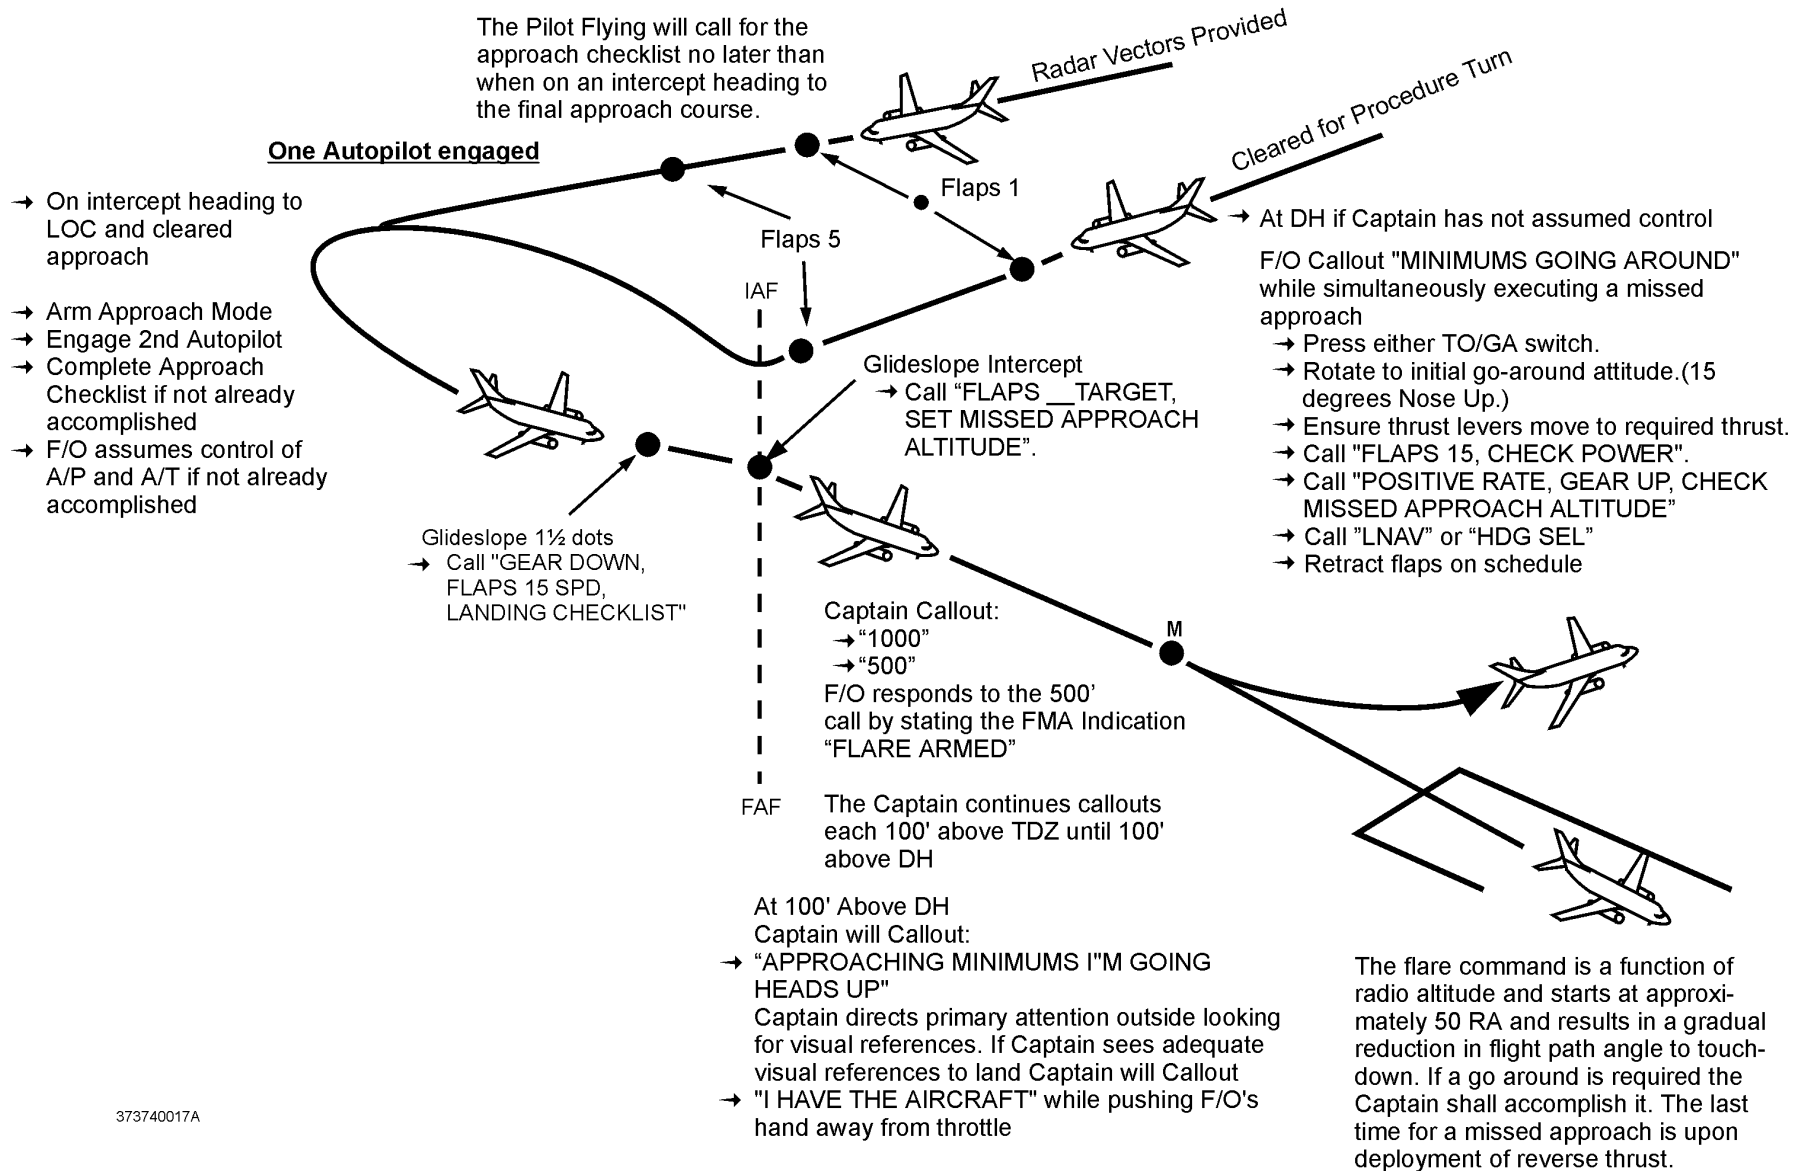 The Pilot Flying will call for the
approach checklist no later than
when on an intercept heading to
the final approach course.
Radar Vectors Provided
Cleared for Procedure Turn
One Autopilot engaged
Flaps 1
Flaps 5
IAF
→ On intercept heading to
LOC and cleared
approach
→ Arm Approach Mode
→ Engage 2nd Autopilot
→ Complete Approach
Checklist if not already
accomplished
→ F/O assumes control of
A/P and A/T if not already
accomplished
→ At DH if Captain has not assumed control
F/O Callout "MINIMUMS GOING AROUND"
while simultaneously executing a missed
approach
→ Press either TO/GA switch.
→ Rotate to initial go-around attitude.(15
degrees Nose Up.)
→ Ensure thrust levers move to required thrust.
→ Call "FLAPS 15, CHECK POWER".
→ Call "POSITIVE RATE, GEAR UP, CHECK
MISSED APPROACH ALTITUDE”
→ Call ”LNAV” or “HDG SEL”
→ Retract flaps on schedule
Glideslope Intercept
→ Call “FLAPS __TARGET,
SET MISSED APPROACH
ALTITUDE”.
Glideslope 1½ dots
→ Call "GEAR DOWN,
FLAPS 15 SPD,
LANDING CHECKLIST"
Captain Callout:
→“1000”
→“500”
F/O responds to the 500’
call by stating the FMA Indication
“FLARE ARMED”
M
FAF
The Captain continues callouts
each 100' above TDZ until 100'
above DH
At 100' Above DH
Captain will Callout:
→ “APPROACHING MINIMUMS I"M GOING
HEADS UP"
Captain directs primary attention outside looking
for visual references. If Captain sees adequate
visual references to land Captain will Callout
→ "I HAVE THE AIRCRAFT" while pushing F/O's
hand away from throttle
The flare command is a function of
radio altitude and starts at approxi-
mately 50 RA and results in a gradual
reduction in flight path angle to touch-
down. If a go around is required the
Captain shall accomplish it. The last
time for a missed approach is upon
deployment of reverse thrust.
373740017A